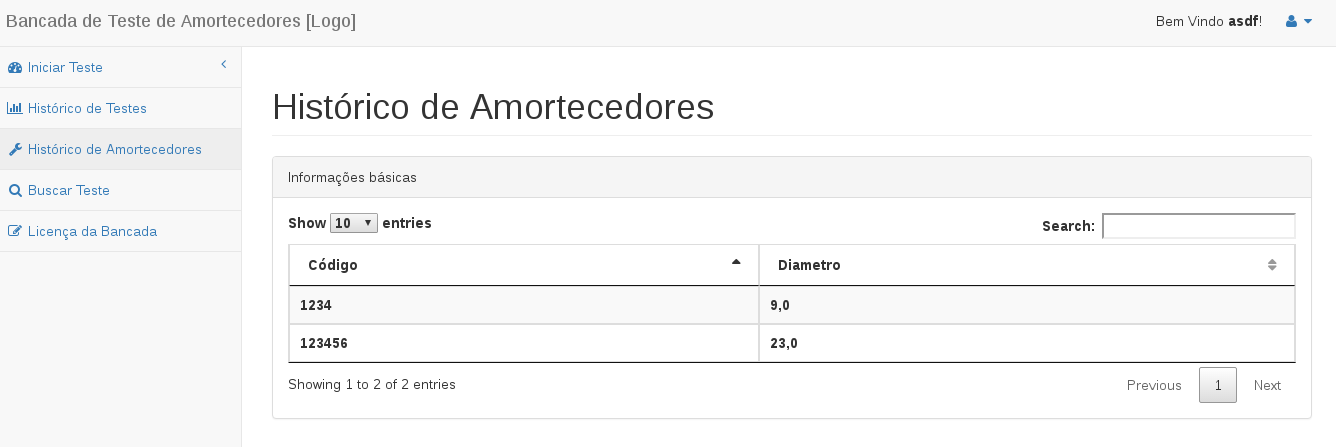 Bancada de Teste de Amortecedores [Logo]
Bem Vindo asdf!
Iniciar Teste
Histórico de Testes
Histórico de Amortecedores
Buscar Teste
Licença da Bancada
Histórico de Amortecedores
Informações básicas
Show 10 entries
Search:
Código Diametro
1234 9,0
123456 23,0
Showing 1 to 2 of 2 entries
Previous 1 Next